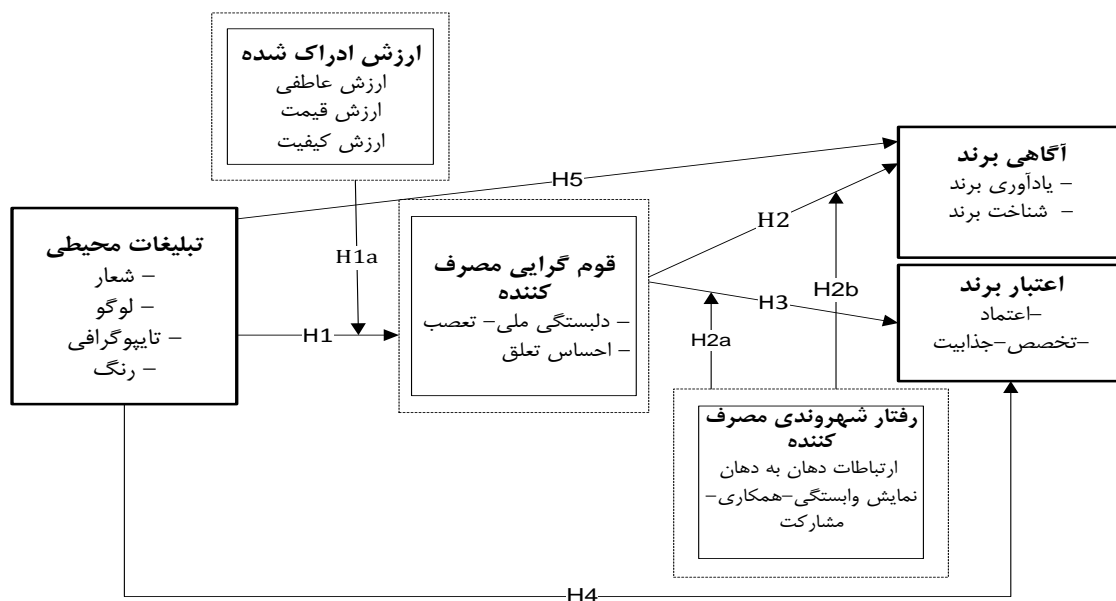 ارزش ادراک شده
ارزش عاطفی
ارزش قیمت
ارزش کیفیت
آگاهی برند
– یادآوری برند
– شناخت برند
H5
H2
تبلیغات محیطی
– شعار
– لوگو
– تایپوگرافی
– رنگ
H1a
H1
قوم گرایی مصرف
کننده
– دلبستگی ملی– تعصب
– احساس تعلق
H2b
H3
H2a
اعتبار برند
–اعتماد
–تخصص–جذابیت
رفتار شهروندی مصرف
کننده
ارتباطات دهان به دهان
نمایش وابستگی–همکاری–
مشارکت
H4